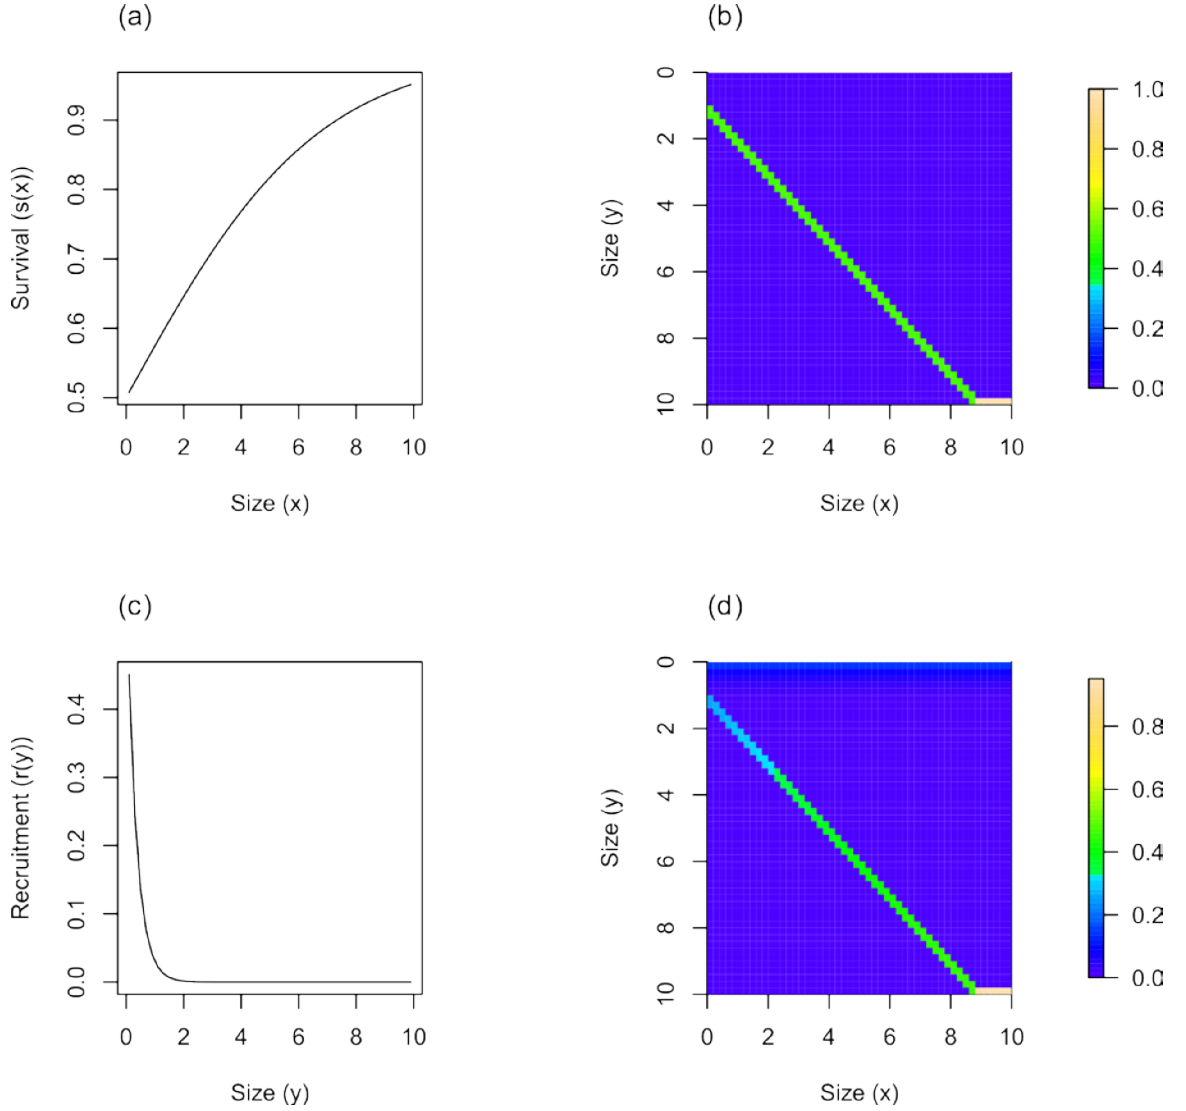 (a)
0.5 0.6 0.7 0.8 0.9
Survival (s(x))
0 2 4 6 8 10
Size (x)
(b)
0 2 4 6 8 10
Size (y)
0 2 4 6 8 10
Size (x)
1.0
0.8
0.6
0.4
0.2
0.0
(c)
0.0 0.1 0.2 0.3 0.4
Recruitment (r(y))
0 2 4 6 8 10
Size (y)
(d)
0 2 4 6 8 10
Size (y)
0 2 4 6 8 10
Size (x)
0.8
0.6
0.4
0.2
0.0